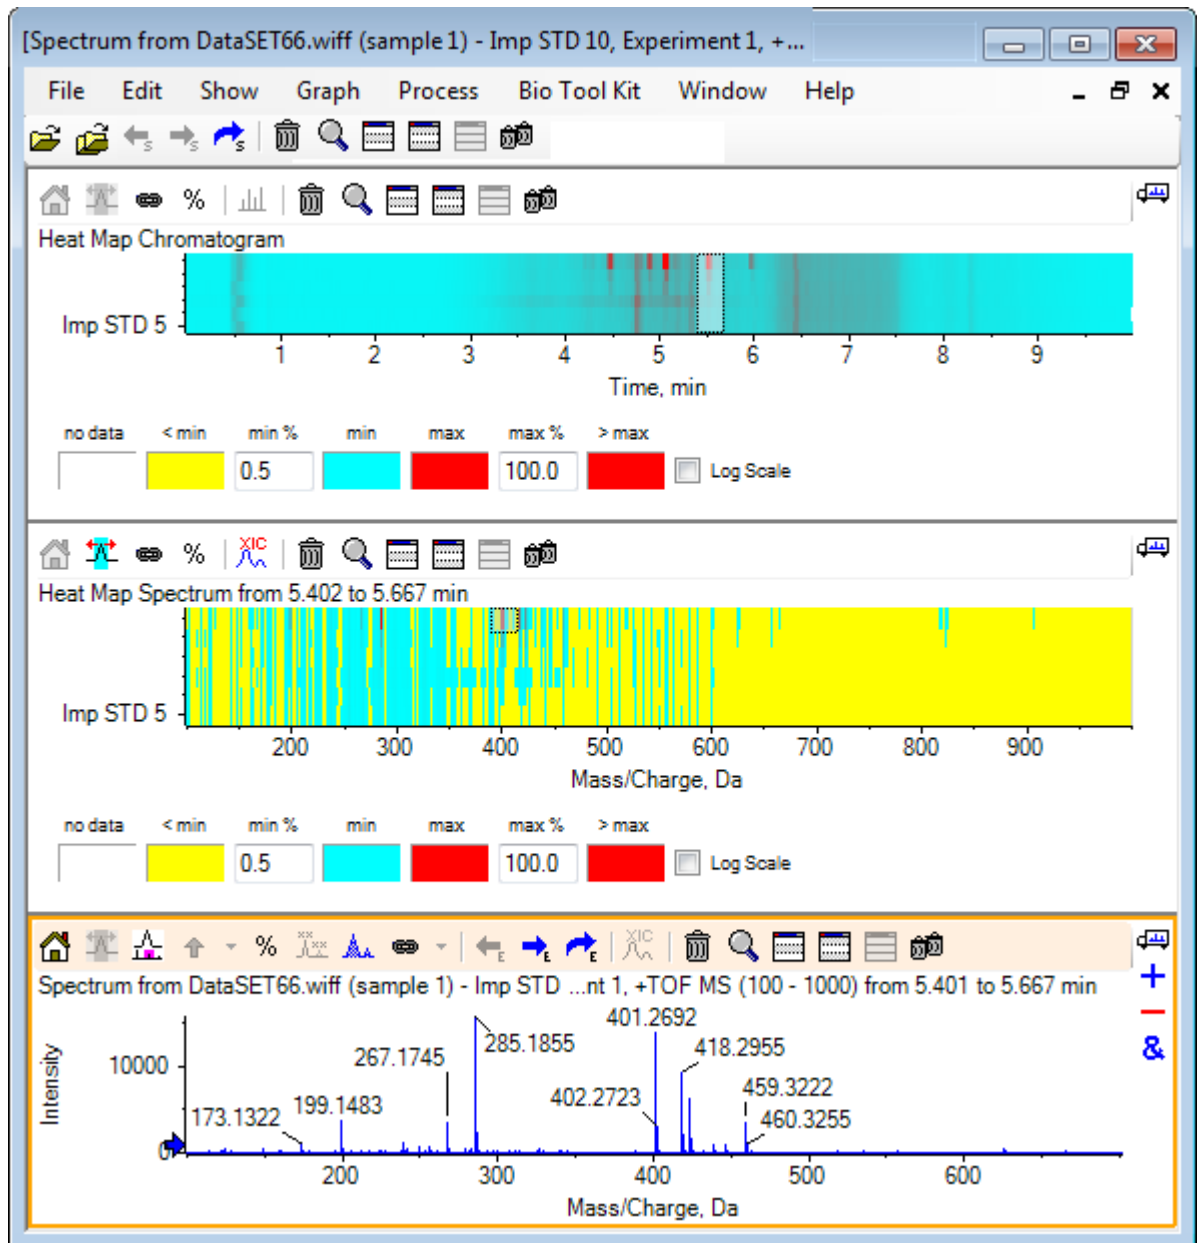 [Spectrum from DataSET66.wiff (sample 1) - Imp STD 10, Experiment 1, +...
File Edit Show Graph Process Bio Tool Kit Window Help
S S S
%
Heat Map Chromatogram
Imp STD 5
1 2 3 4 5 6 7 8 9
Time, min
no data < min min % min max max % > max
0.5 100.0 Log Scale
% XIC
Heat Map Spectrum from 5.402 to 5.667 min
Imp STD 5
200 300 400 500 600 700 800 900
Mass/Charge, Da
no data < min min % min max max % > max
0.5 100.0 Log Scale
% E E XIC
Spectrum from DataSET66.wiff (sample 1) - Imp STD ...nt 1, +TOF MS (100 - 1000) from 5.401 to 5.667 min
+
&
Intensity
10000
0
173.1322
199.1483
267.1745
285.1855
401.2692
402.2723
418.2955
459.3222
460.3255
200 300 400 500 600
Mass/Charge, Da